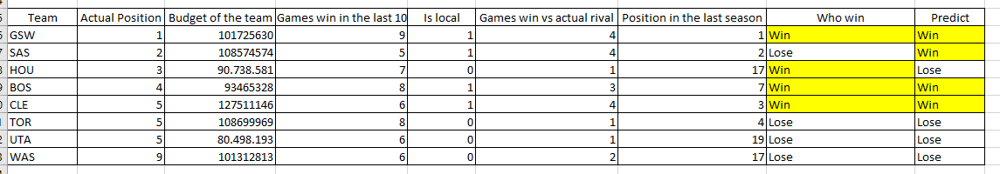 Team Actual Position Budget of the team Games win in the last 10 Is local Games win vs actual rival Position in the last season Who win Predict
GSW 1 101725630 9 1 4 1 Win Win
SAS 2 108574574 5 1 4 2 Lose Win
HOU 3 90.738.581 7 0 1 17 Win Lose
BOS 4 93465328 8 1 3 7 Win Win
CLE 5 127511146 6 1 4 3 Win Win
TOR 5 108699969 8 0 1 4 Lose Lose
UTA 5 80.498.193 6 0 1 19 Lose Lose
WAS 9 101312813 6 0 2 17 Lose Lose